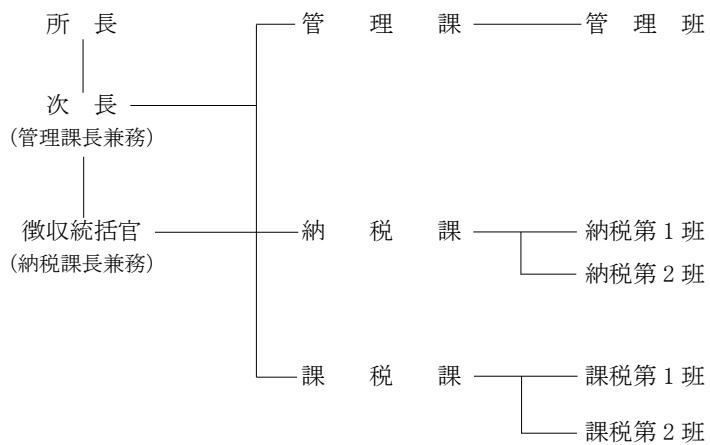 所長 管理課 管理班
次長
(管理課長兼務)
徴収統括官 納税課 納税第1班
(納税課長兼務)
納税第2班
課税課 課税第1班
課税第2班